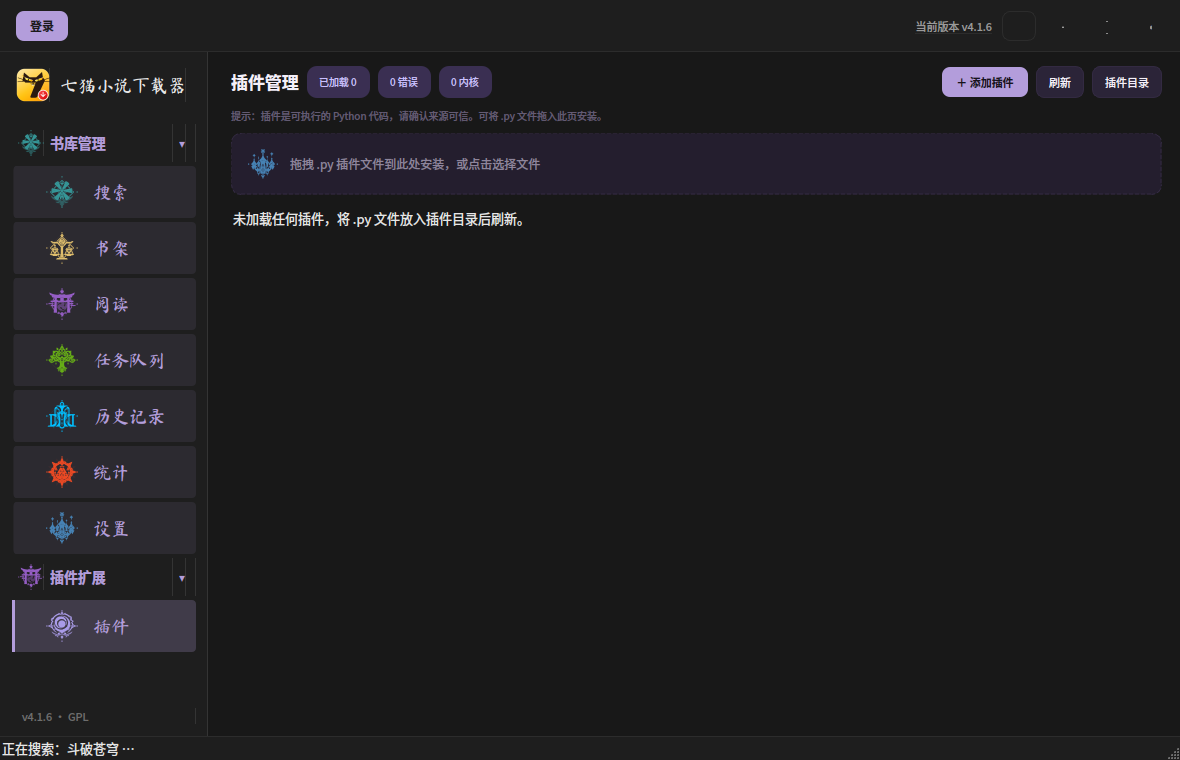 登录
当前版本 v4.1.6
七猫小说下载器
书库管理
▾
搜索
书架
阅读
任务队列
历史记录
统计
设置
插件扩展
▾
插件
v4.1.6 · GPL
插件管理
已加载 0
0 错误
0 内核
＋ 添加插件
刷新
插件目录
提示：插件是可执行的 Python 代码，请确认来源可信。可将 .py 文件拖入此页安装。
拖拽 .py 插件文件到此处安装，或点击选择文件
未加载任何插件，将 .py 文件放入插件目录后刷新。
正在搜索：斗破苍穹 ···